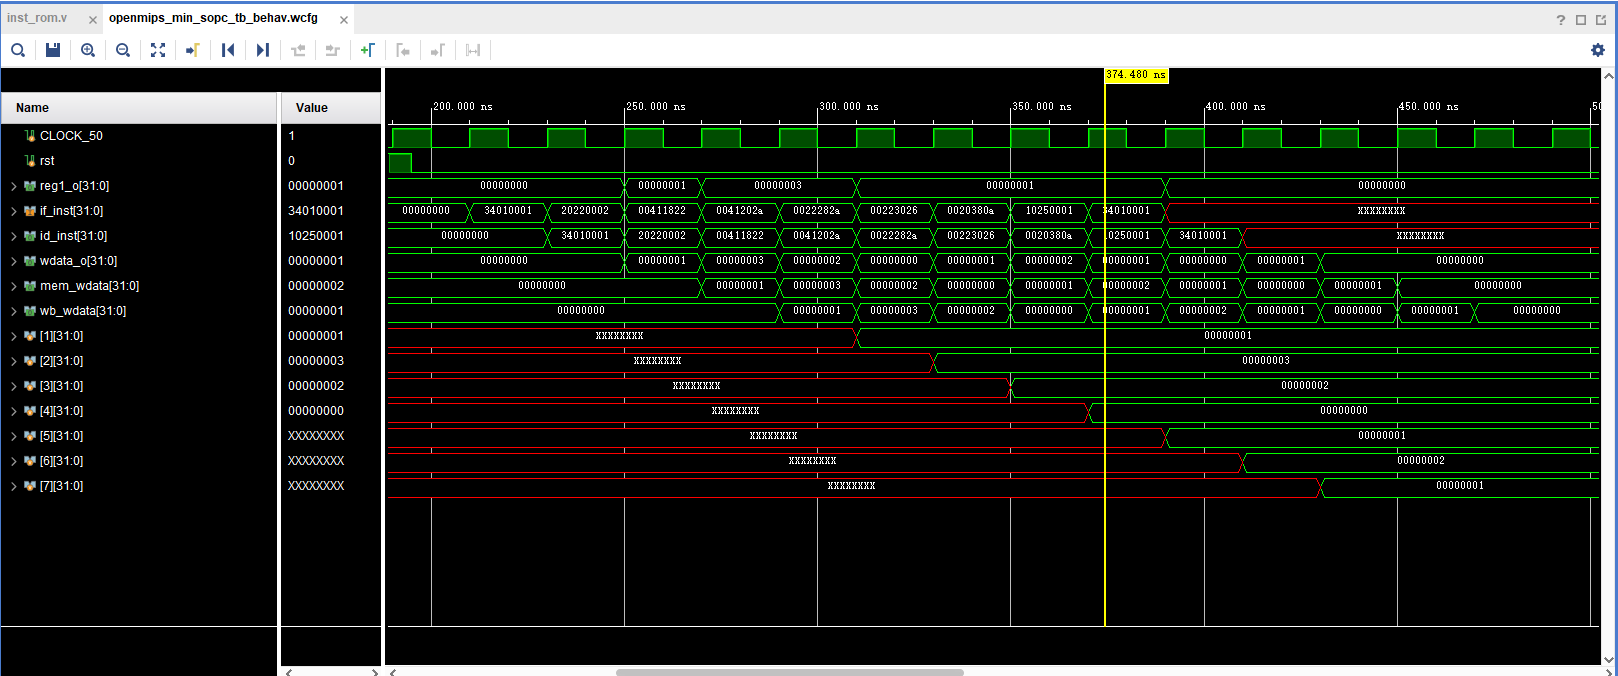 inst_rom.v × openmips_min_sopc_tb_behav.wcfg ×
374.480 ns
Name Value
200.000 ns 250.000 ns 300.000 ns 350.000 ns 400.000 ns 450.000 ns 50
CLOCK_50 1
rst 0
reg1_o[31:0] 00000001 00000000 00000001 00000003 00000001 00000000
if_inst[31:0] 34010001 00000000 34010001 20220002 00411822 0041202a 0022282a 00223026 0020380a 10250001 34010001 XXXXXXXX
id_inst[31:0] 10250001 00000000 34010001 20220002 00411822 0041202a 0022282a 00223026 0020380a 10250001 34010001 XXXXXXXX
wdata_o[31:0] 00000001 00000000 00000001 00000003 00000002 00000000 00000001 00000002 00000001 00000000 00000001 00000000
mem_wdata[31:0] 00000002 00000000 00000001 00000003 00000002 00000000 00000001 00000002 00000001 00000000 00000001 00000000
wb_wdata[31:0] 00000001 00000000 00000001 00000003 00000002 00000000 00000001 00000002 00000001 00000000 00000001 00000000
[1][31:0] 00000001 XXXXXXXX 00000001
[2][31:0] 00000003 XXXXXXXX 00000003
[3][31:0] 00000002 XXXXXXXX 00000002
[4][31:0] 00000000 XXXXXXXX 00000000
[5][31:0] XXXXXXXX XXXXXXXX 00000001
[6][31:0] XXXXXXXX XXXXXXXX 00000002
[7][31:0] XXXXXXXX XXXXXXXX 00000001